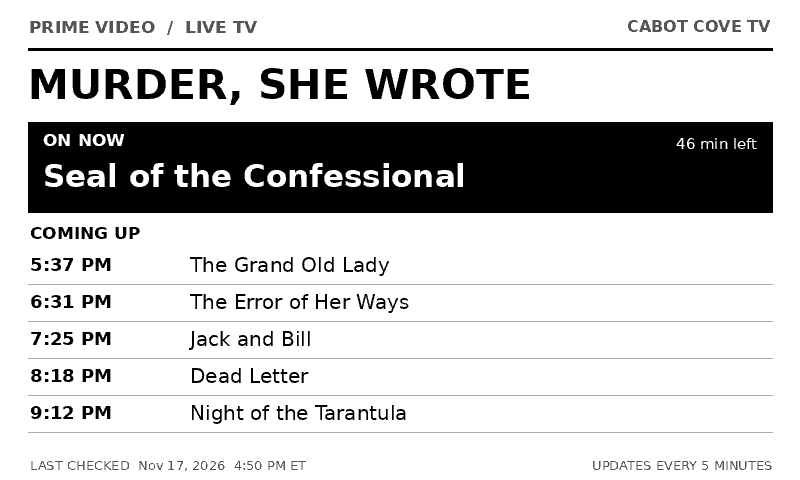 PRIME VIDEO / LIVE TV CABOT COVE TV
MURDER, SHE WROTE
ON NOW 46 min left
Seal of the Confessional
COMING UP
5:37 PM The Grand Old Lady
6:31 PM The Error of Her Ways
7:25 PM Jack and Bill
8:18 PM Dead Letter
9:12 PM Night of the Tarantula
LAST CHECKED Nov 17, 2026 4:50 PM ET UPDATES EVERY 5 MINUTES